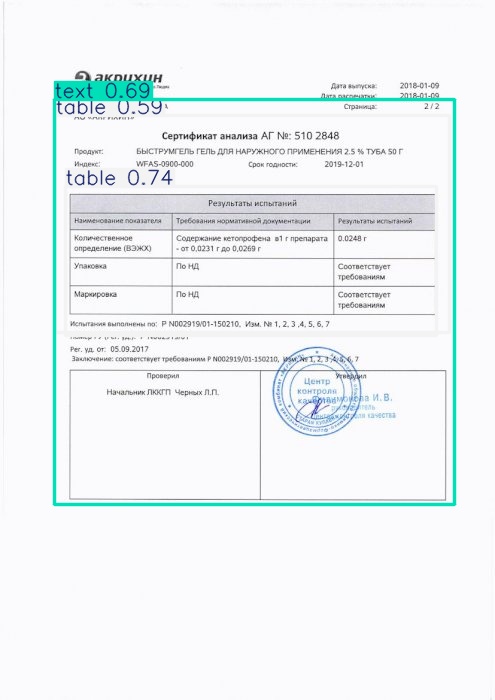 акрихин
Дата выпуска: 2018-01-09
text 0.69
Дата распечатки: 2018-01-09
table 0.59
Страница: 2 / 2
АО «АКРИХИН»
Сертификат анализа АГ №: 510 2848
Продукт: БЫСТРУМГЕЛЬ ГЕЛЬ ДЛЯ НАРУЖНОГО ПРИМЕНЕНИЯ 2.5 % ТУБА 50 Г
Индекс: WFAS-0900-000 Срок годности: 2019-12-01
table 0.74
Результаты испытаний
Наименование показателя Требования нормативной документации Результаты испытаний
Количественное Содержание кетопрофена в1 г препарата 0.0248 г
определение (ВЭЖХ) - от 0,0231 г до 0,0269 г
Упаковка По НД Соответствует
требованиям
Маркировка По НД Соответствует
требованиям
Испытания выполнены по: Р N002919/01-150210, Изм. № 1, 2, 3 ,4, 5, 6, 7
Рег. уд. от: 05.09.2017
Заключение: соответствует требованиям Р N002919/01-150210, Изм. № 1, 2, 3 ,4, 5, 6, 7
Проверил Утвердил
Начальник ЛККГП Черных Л.П.
Центр
контроля
качества
И.В.
контроля качества